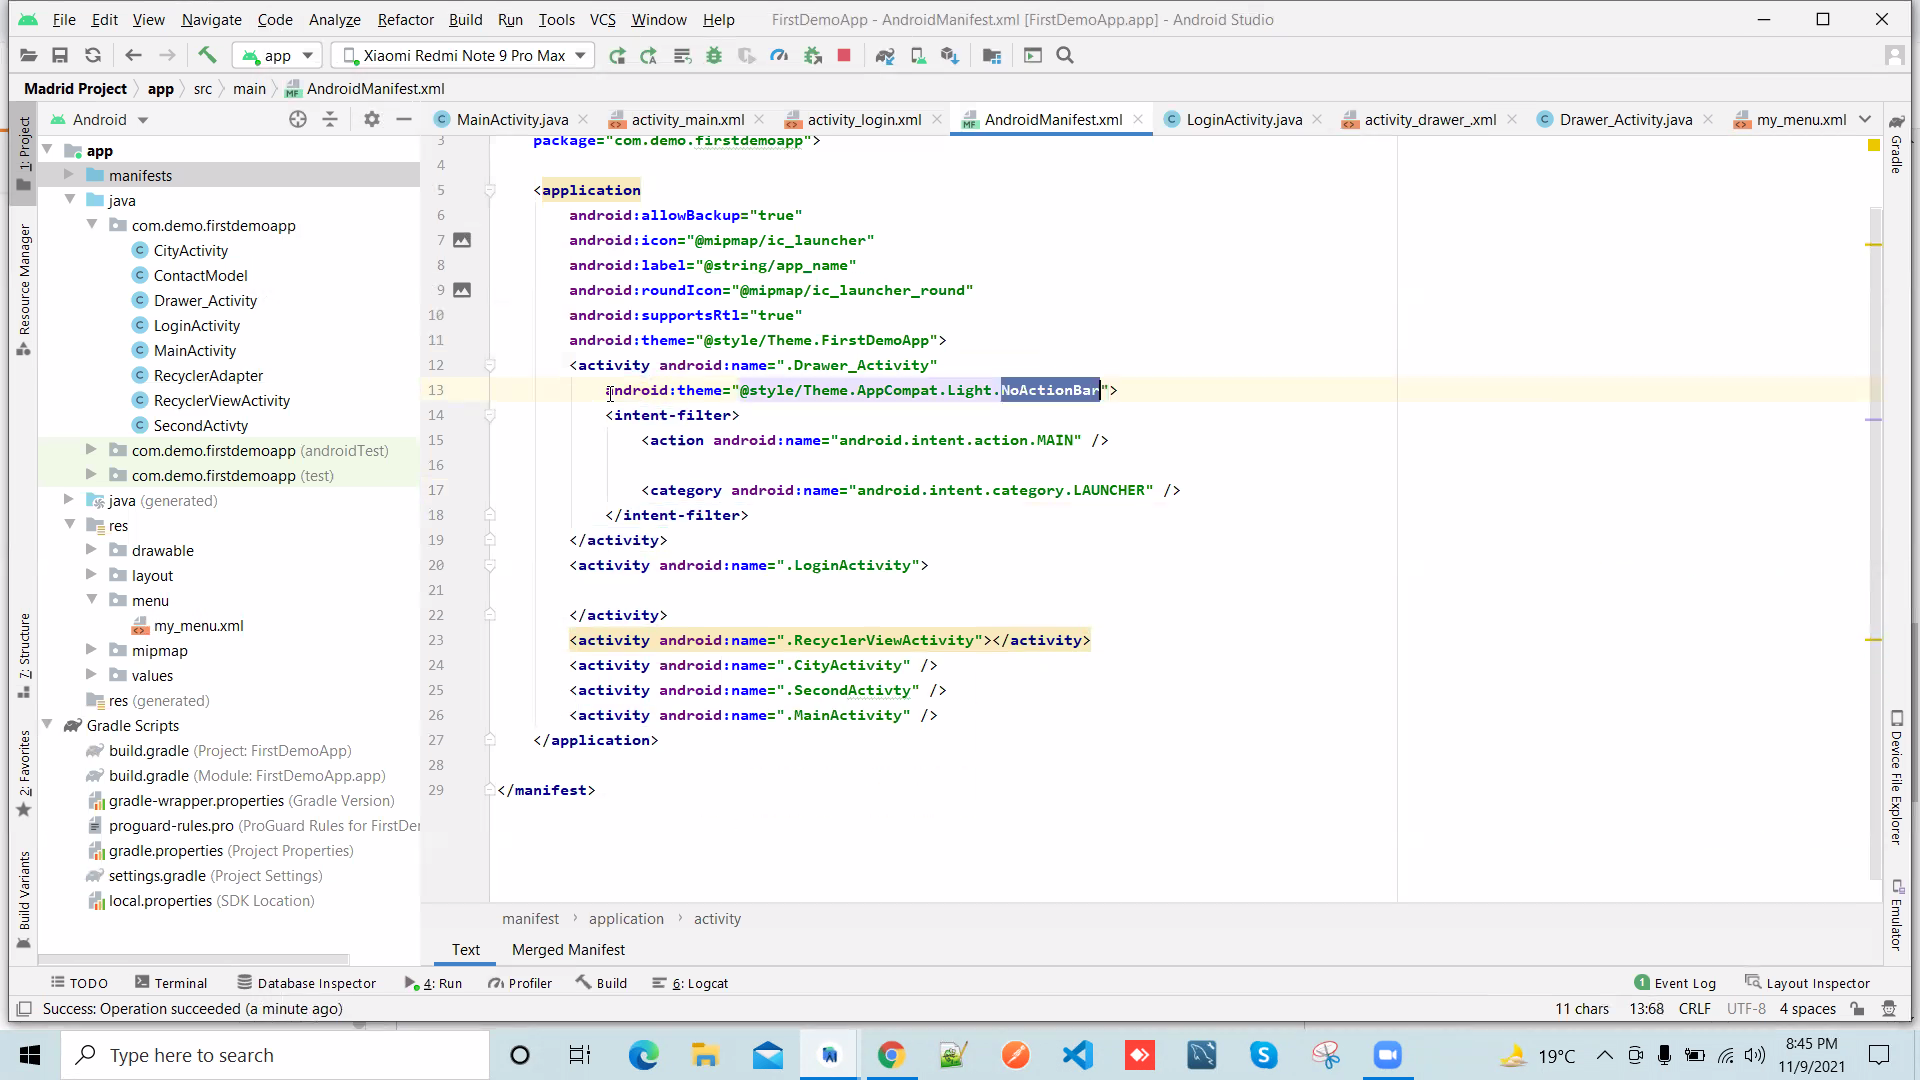 File Edit View Navigate Code Analyze Refactor Build Run Tools VCS Window Help FirstDemoApp - AndroidManifest.xml [FirstDemoApp.app] - Android Studio
app Xiaomi Redmi Note 9 Pro Max
Madrid Project app src main AndroidManifest.xml
Android
MainActivity.java activity_main.xml activity_login.xml AndroidManifest.xml LoginActivity.java activity_drawer_.xml Drawer_Activity.java my_menu.xml
1: Project
Resource Manager
7: Structure
2: Favorites
Build Variants
app
manifests
java
com.demo.firstdemoapp
CityActivity
ContactModel
Drawer_Activity
LoginActivity
MainActivity
RecyclerAdapter
RecyclerViewActivity
SecondActivty
com.demo.firstdemoapp (androidTest)
com.demo.firstdemoapp (test)
java (generated)
res
drawable
layout
menu
my_menu.xml
mipmap
values
res (generated)
Gradle Scripts
build.gradle (Project: FirstDemoApp)
build.gradle (Module: FirstDemoApp.app)
gradle-wrapper.properties (Gradle Version)
proguard-rules.pro (ProGuard Rules for FirstDer
gradle.properties (Project Properties)
settings.gradle (Project Settings)
local.properties (SDK Location)
3 package="com.demo.firstdemoapp">
4
5 <application
6 android:allowBackup="true"
7 android:icon="@mipmap/ic_launcher"
8 android:label="@string/app_name"
9 android:roundIcon="@mipmap/ic_launcher_round"
10 android:supportsRtl="true"
11 android:theme="@style/Theme.FirstDemoApp">
12 <activity android:name=".Drawer_Activity"
13 android:theme="@style/Theme.AppCompat.Light.NoActionBar">
14 <intent-filter>
15 <action android:name="android.intent.action.MAIN" />
16
17 <category android:name="android.intent.category.LAUNCHER" />
18 </intent-filter>
19 </activity>
20 <activity android:name=".LoginActivity">
21
22 </activity>
23 <activity android:name=".RecyclerViewActivity"></activity>
24 <activity android:name=".CityActivity" />
25 <activity android:name=".SecondActivty" />
26 <activity android:name=".MainActivity" />
27 </application>
28
29 </manifest>
manifest application activity
Text Merged Manifest
Gradle
Device File Explorer
Emulator
TODO Terminal Database Inspector 4: Run Profiler Build 6: Logcat 1 Event Log Layout Inspector
Success: Operation succeeded (a minute ago) 11 chars 13:68 CRLF UTF-8 4 spaces
Type here to search 19°C 8:45 PM
11/9/2021